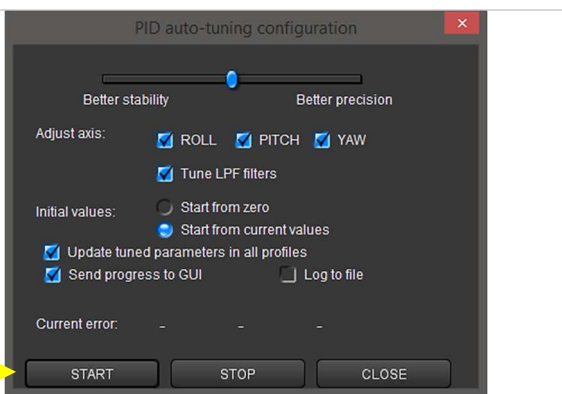 PID auto-tuning configuration
Better stability Better precision
Adjust axis: ROLL PITCH YAW
Tune LPF filters
Initial values: Start from zero
Start from current values
Update tuned parameters in all profiles
Send progress to GUI Log to file
Current error: - - -
START STOP CLOSE